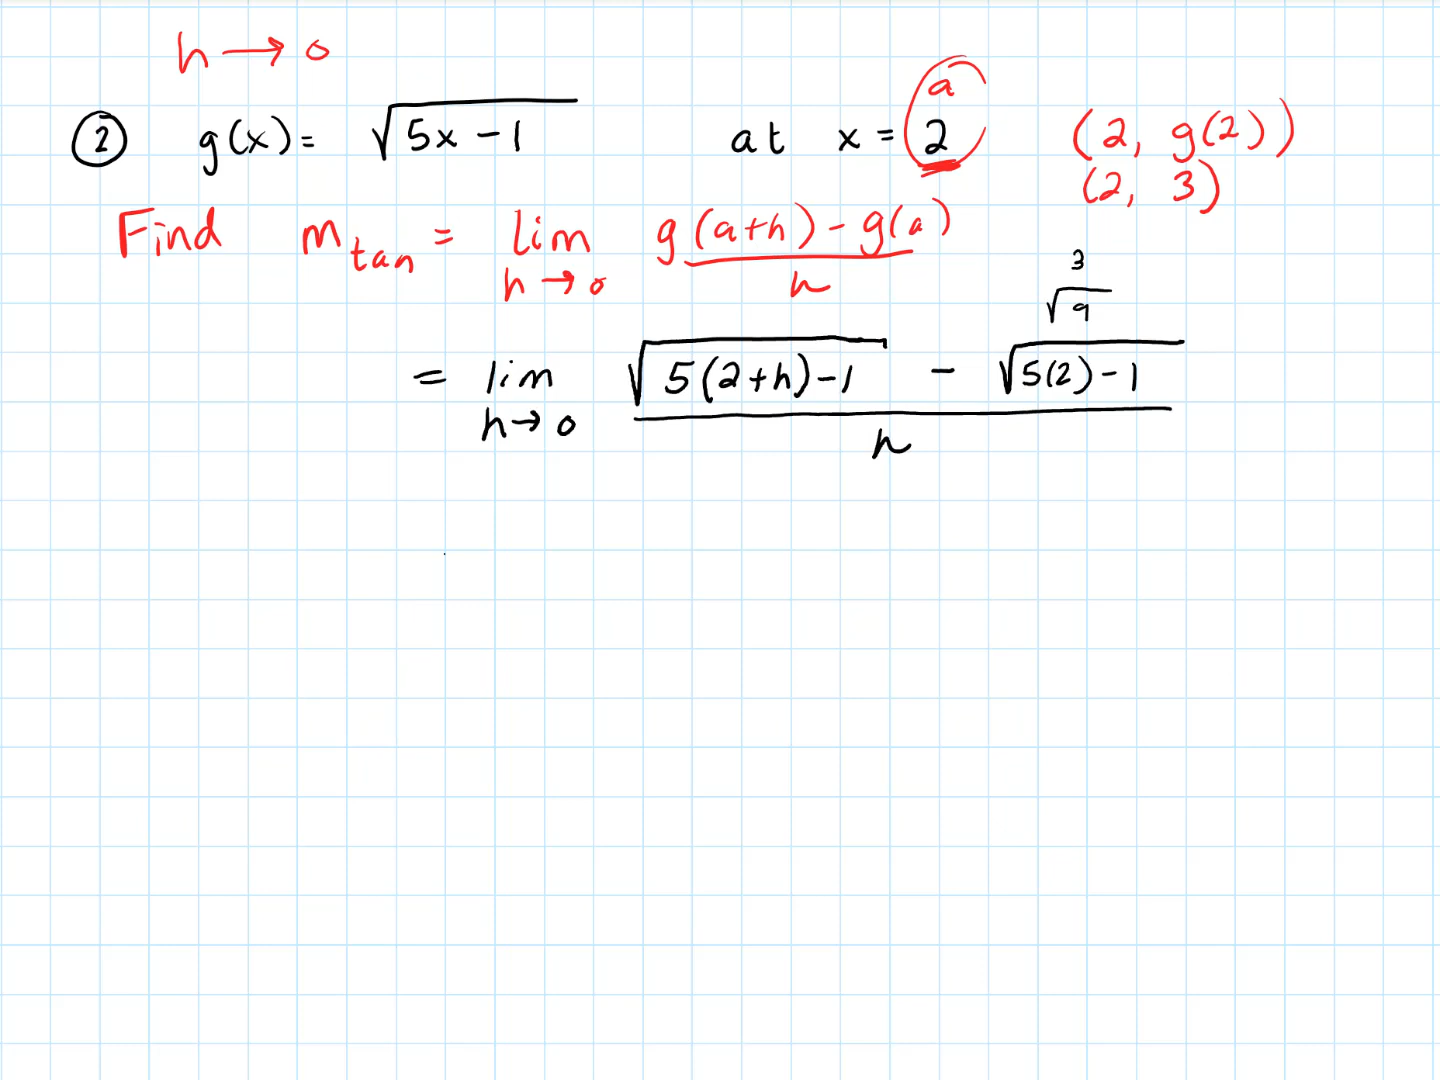 h → 0
② g(x) = √(5x − 1) at x = 2 a (2, g(2))
(2, 3)
Find m_tan = lim_{h→0} (g(a+h) − g(a))/h
3
√9
= lim_{h→0} (√(5(2+h)−1) − √(5(2)−1))/h